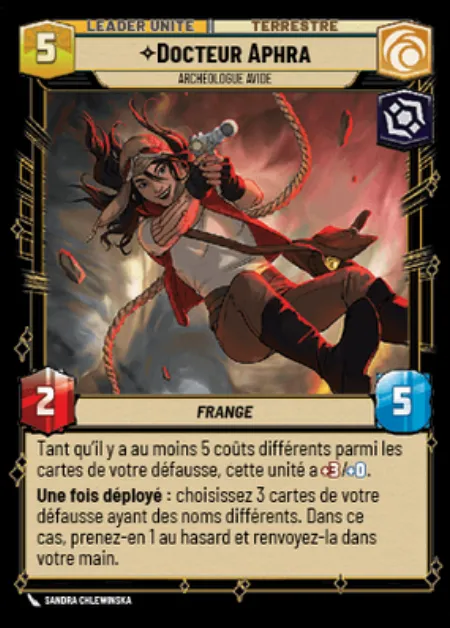 5
LEADER UNITÉ
TERRESTRE
DOCTEUR APHRA
ARCHÉOLOGUE AVIDE
2
5
FRANGE
Tant qu'il y a au moins 5 coûts différents parmi les
cartes de votre défausse, cette unité a +3/+0.
Une fois déployé : choisissez 3 cartes de votre
défausse ayant des noms différents. Dans ce
cas, prenez-en 1 au hasard et renvoyez-la dans
votre main.
SANDRA CHLEWINSKA